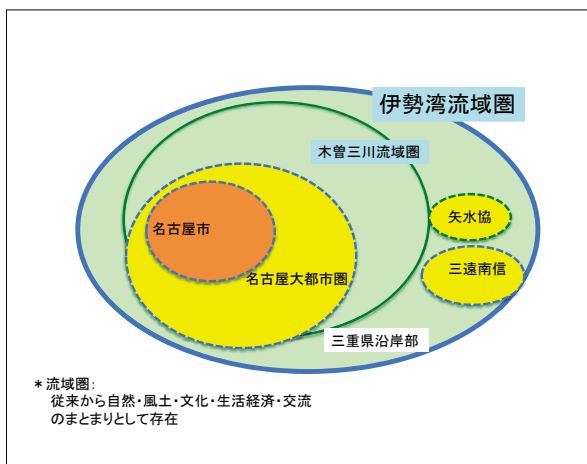 伊勢湾流域圏
木曽三川流域圏
矢水協
名古屋市
三遠南信
名古屋大都市圏
三重県沿岸部
* 流域圏:
従来から自然・風土・文化・生活経済・交流
のまとまりとして存在